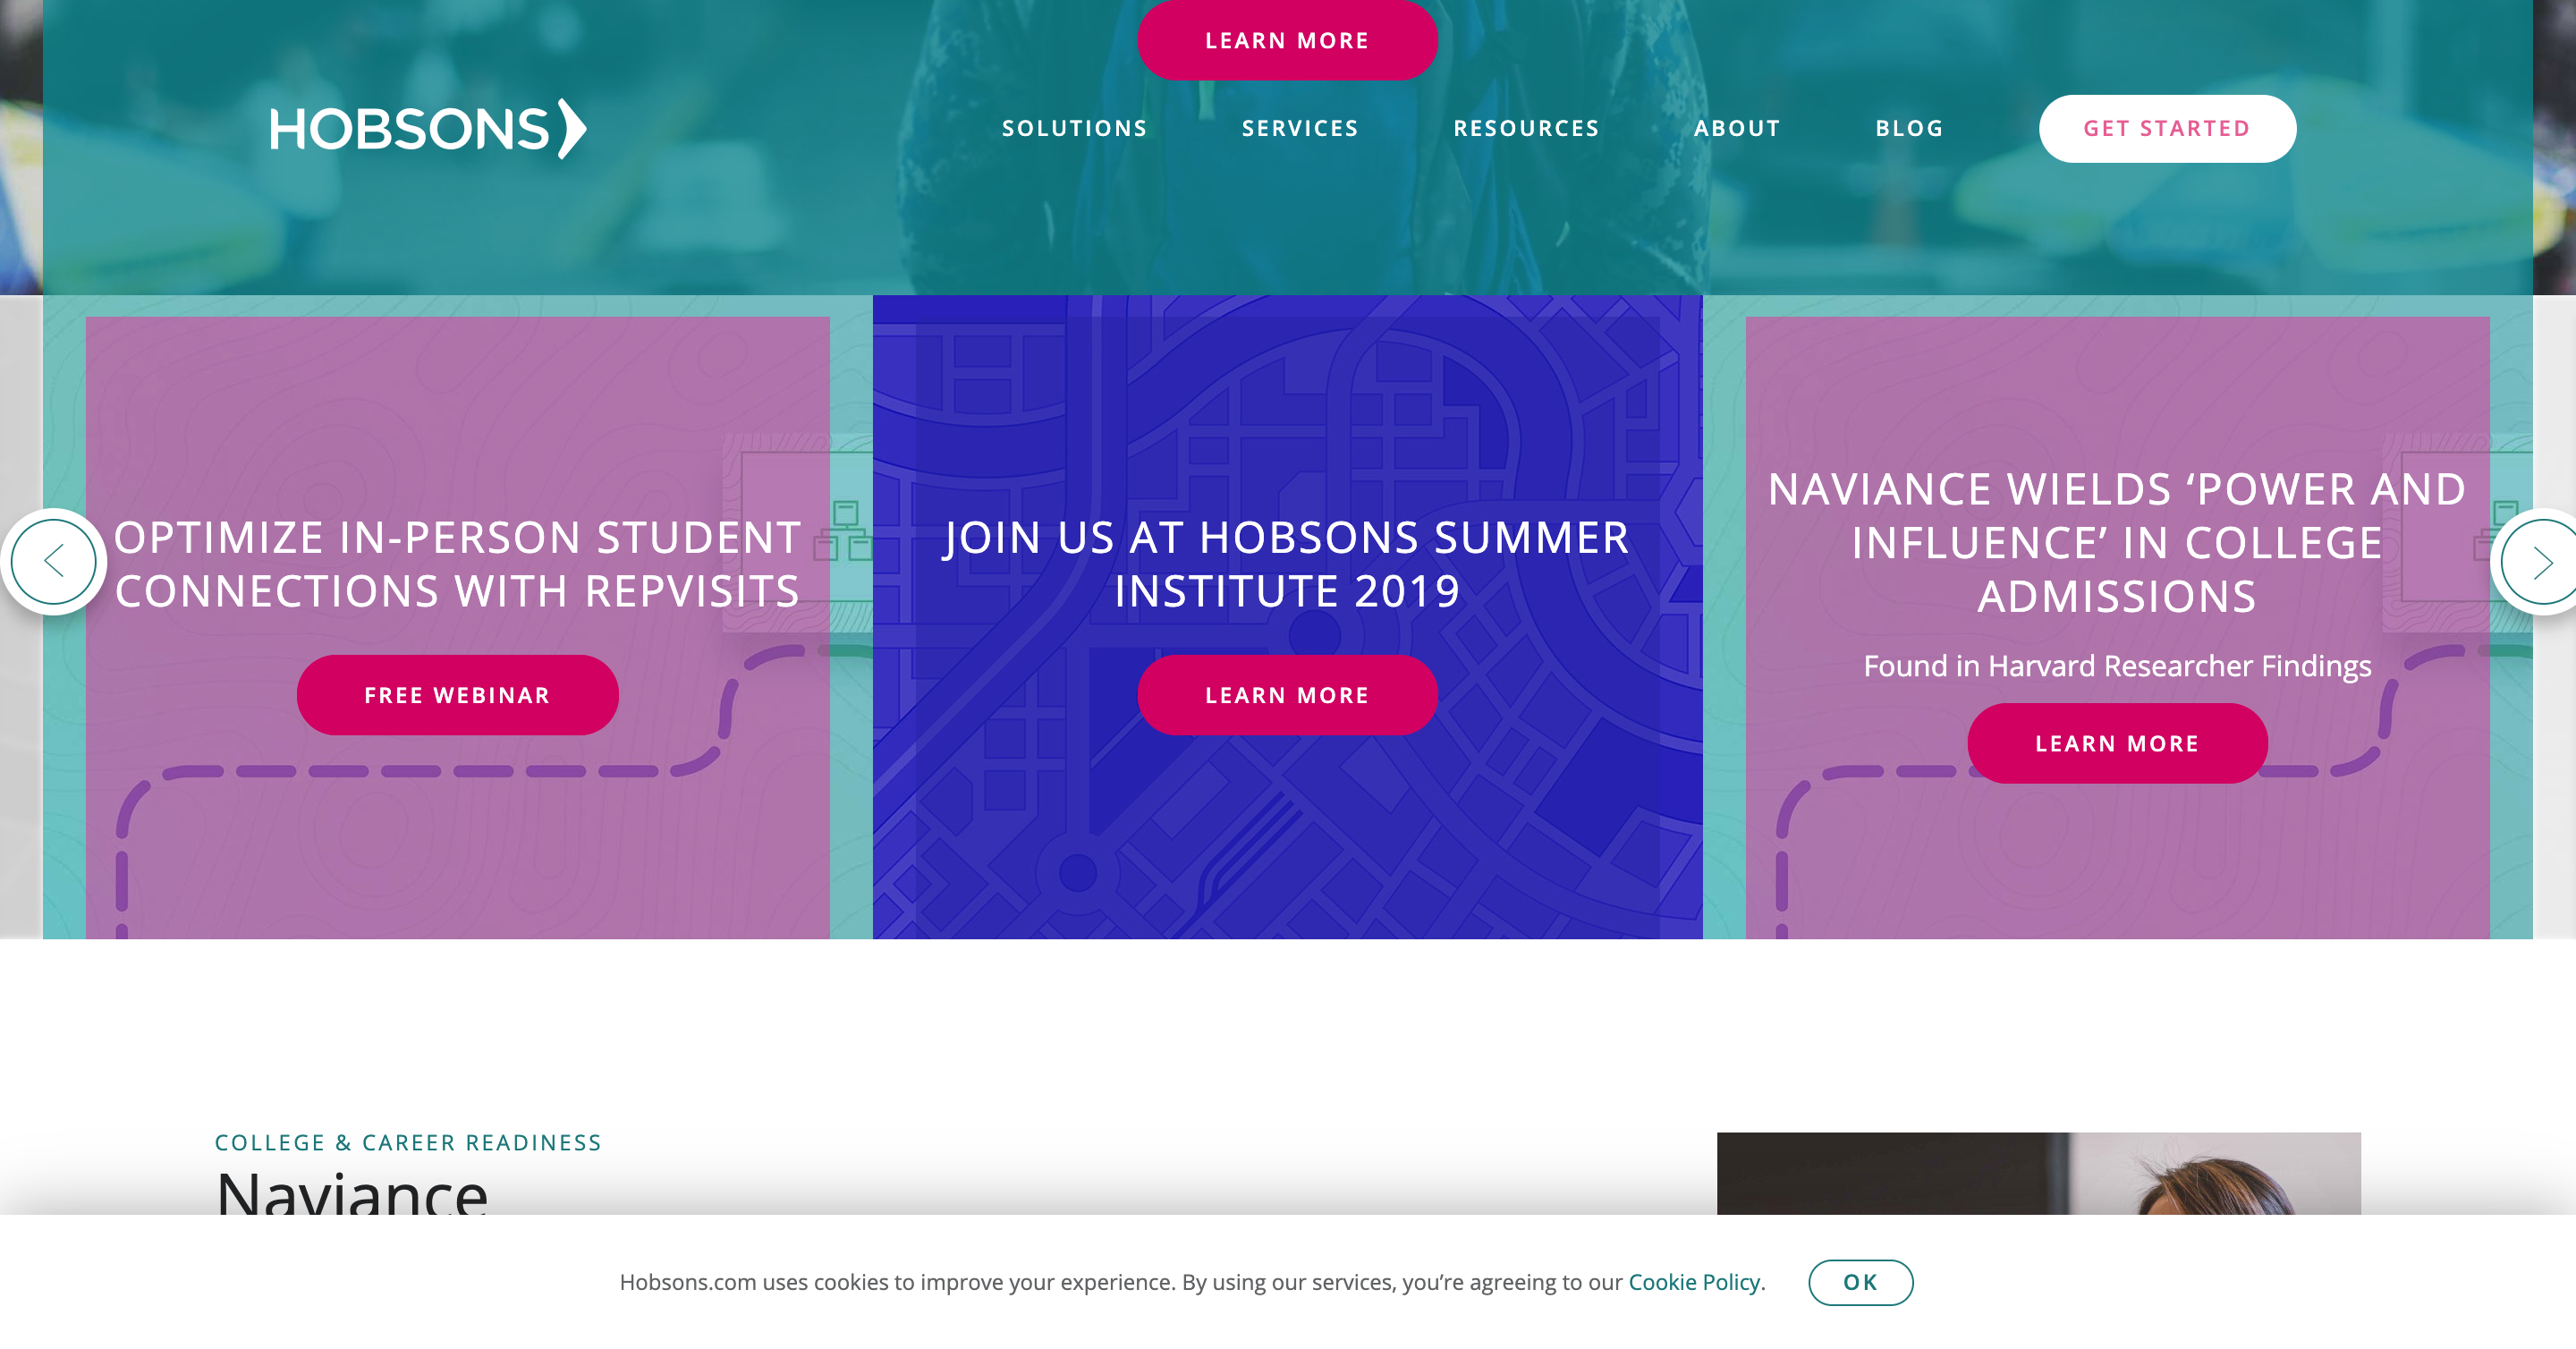 LEARN MORE
HOBSONS
SOLUTIONS
SERVICES
RESOURCES
ABOUT
BLOG
GET STARTED
OPTIMIZE IN-PERSON STUDENT
CONNECTIONS WITH REPVISITS
FREE WEBINAR
JOIN US AT HOBSONS SUMMER
INSTITUTE 2019
LEARN MORE
NAVIANCE WIELDS ‘POWER AND
INFLUENCE’ IN COLLEGE
ADMISSIONS
Found in Harvard Researcher Findings
LEARN MORE
COLLEGE & CAREER READINESS
Naviance
Hobsons.com uses cookies to improve your experience. By using our services, you’re agreeing to our Cookie Policy.
OK